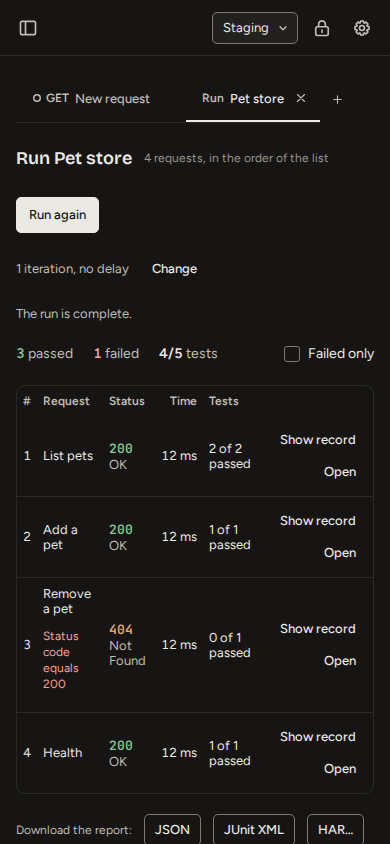 Staging
GET New request
Run Pet store
Run Pet store 4 requests, in the order of the list
Run again
1 iteration, no delay Change
The run is complete.
3 passed 1 failed 4/5 tests Failed only
# Request Status Time Tests
1 List pets 200 OK 12 ms 2 of 2 passed Show record Open
2 Add a pet 200 OK 12 ms 1 of 1 passed Show record Open
3 Remove a pet Status code equals 200 404 Not Found 12 ms 0 of 1 passed Show record Open
4 Health 200 OK 12 ms 1 of 1 passed Show record Open
Download the report: JSON JUnit XML HAR...